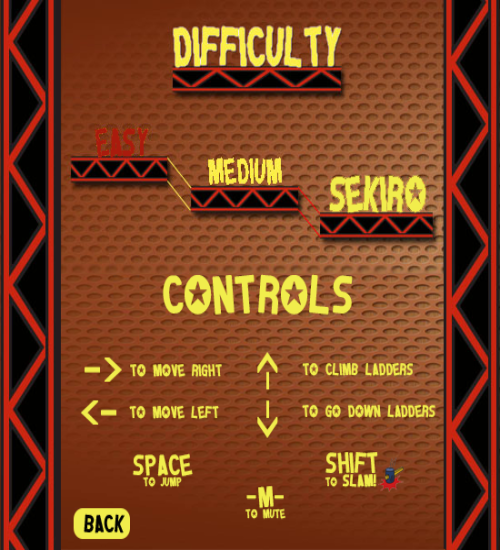 DIFFICULTY
EASY
MEDIUM
SEKIRO
CONTROLS
TO MOVE RIGHT
TO CLIMB LADDERS
TO MOVE LEFT
TO GO DOWN LADDERS
SPACE
TO JUMP
SHIFT
TO SLAM!
-M-
TO MUTE
BACK